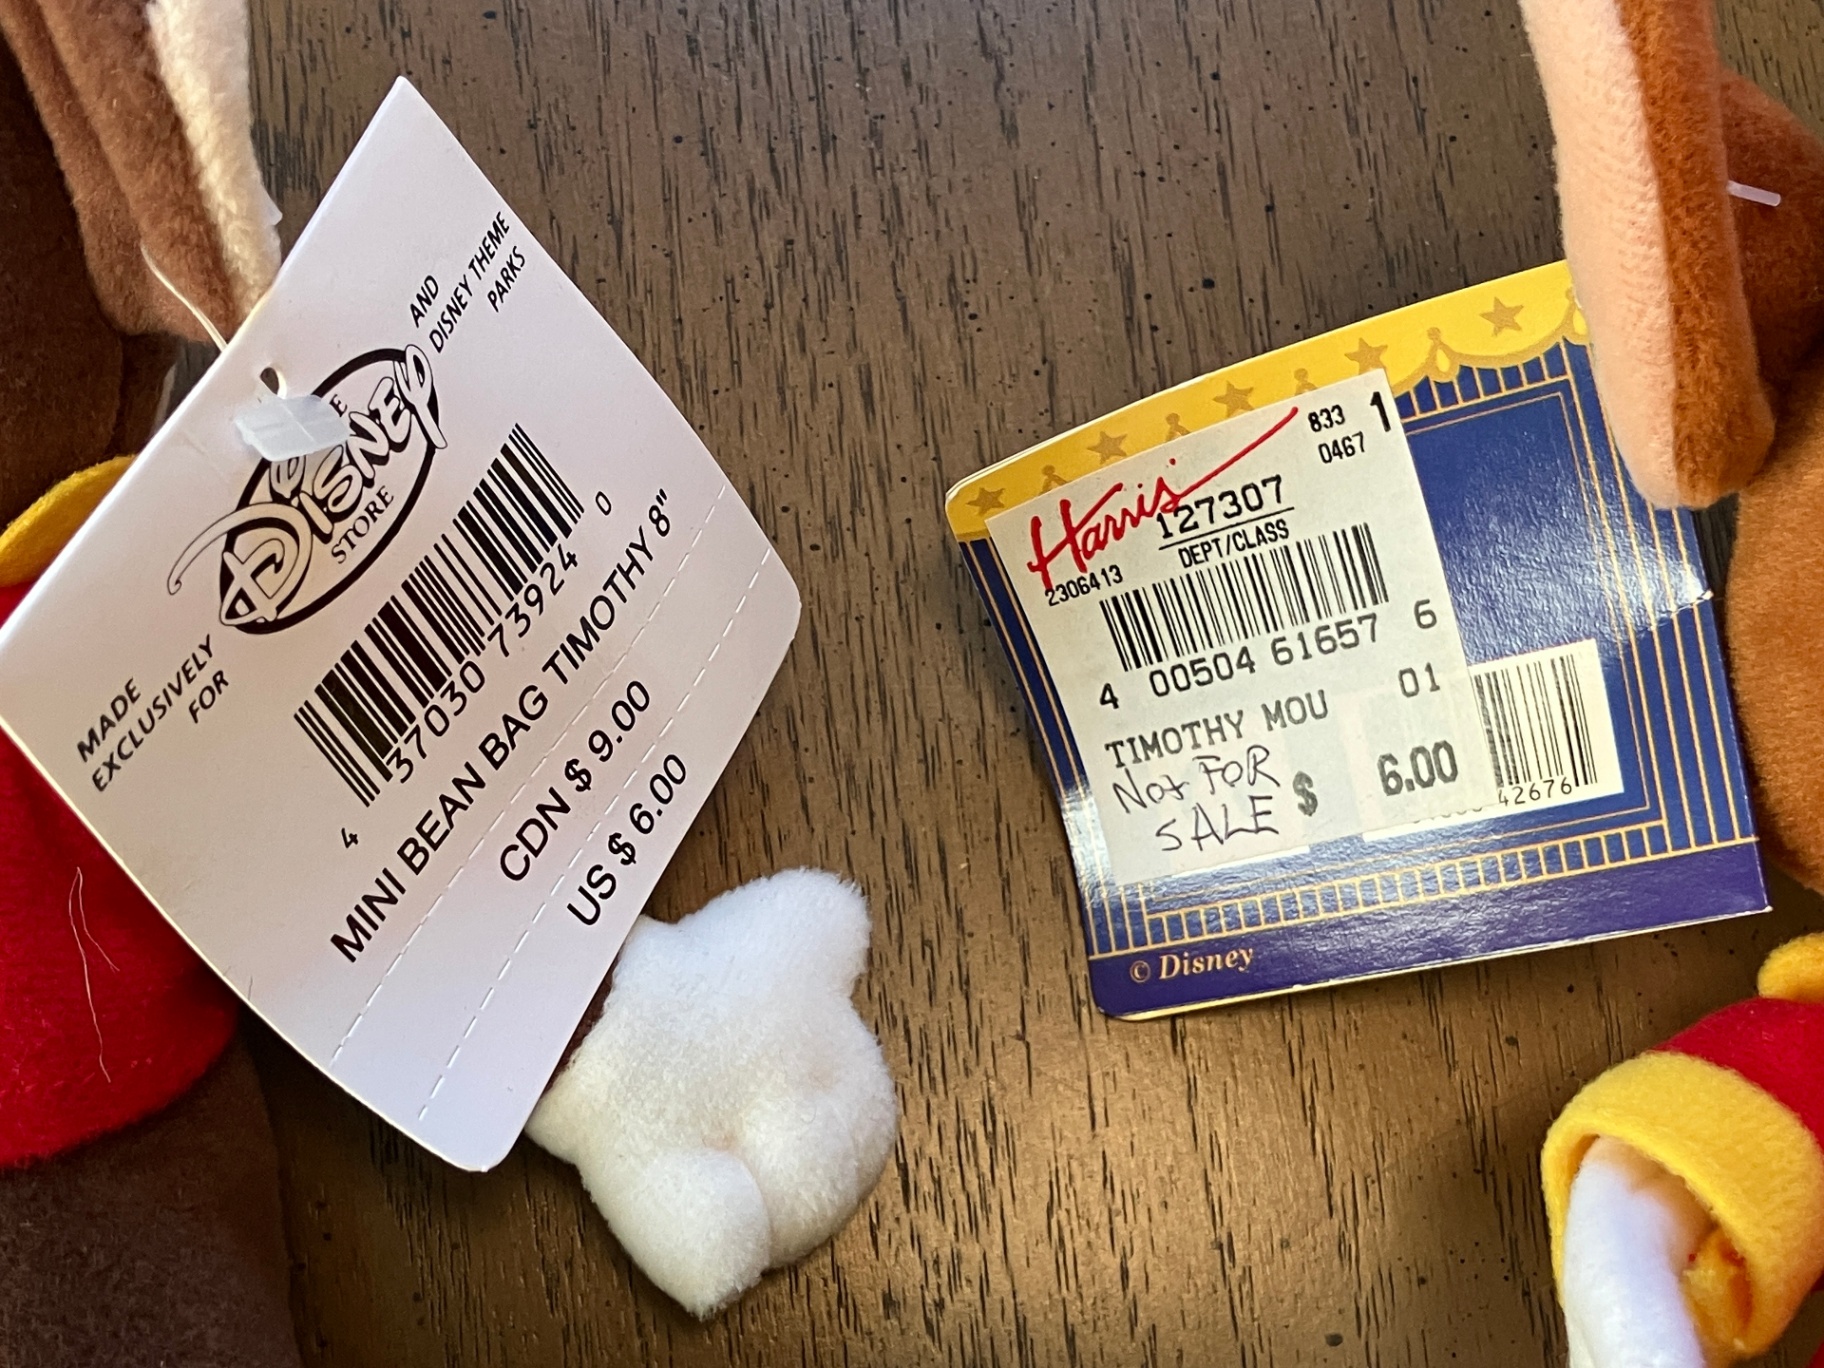 MADE
EXCLUSIVELY
FOR
DISNEY
STORE
AND
DISNEY THEME
PARKS
4 37030 73924 0
MINI BEAN BAG TIMOTHY 8"
CDN $ 9.00
US $ 6.00
Harris'
833 1
0467
127307
DEPT/CLASS
2306413
4 00504 61657 6
TIMOTHY MOU 01
Not FOR
SALE
$ 6.00
42676
© Disney